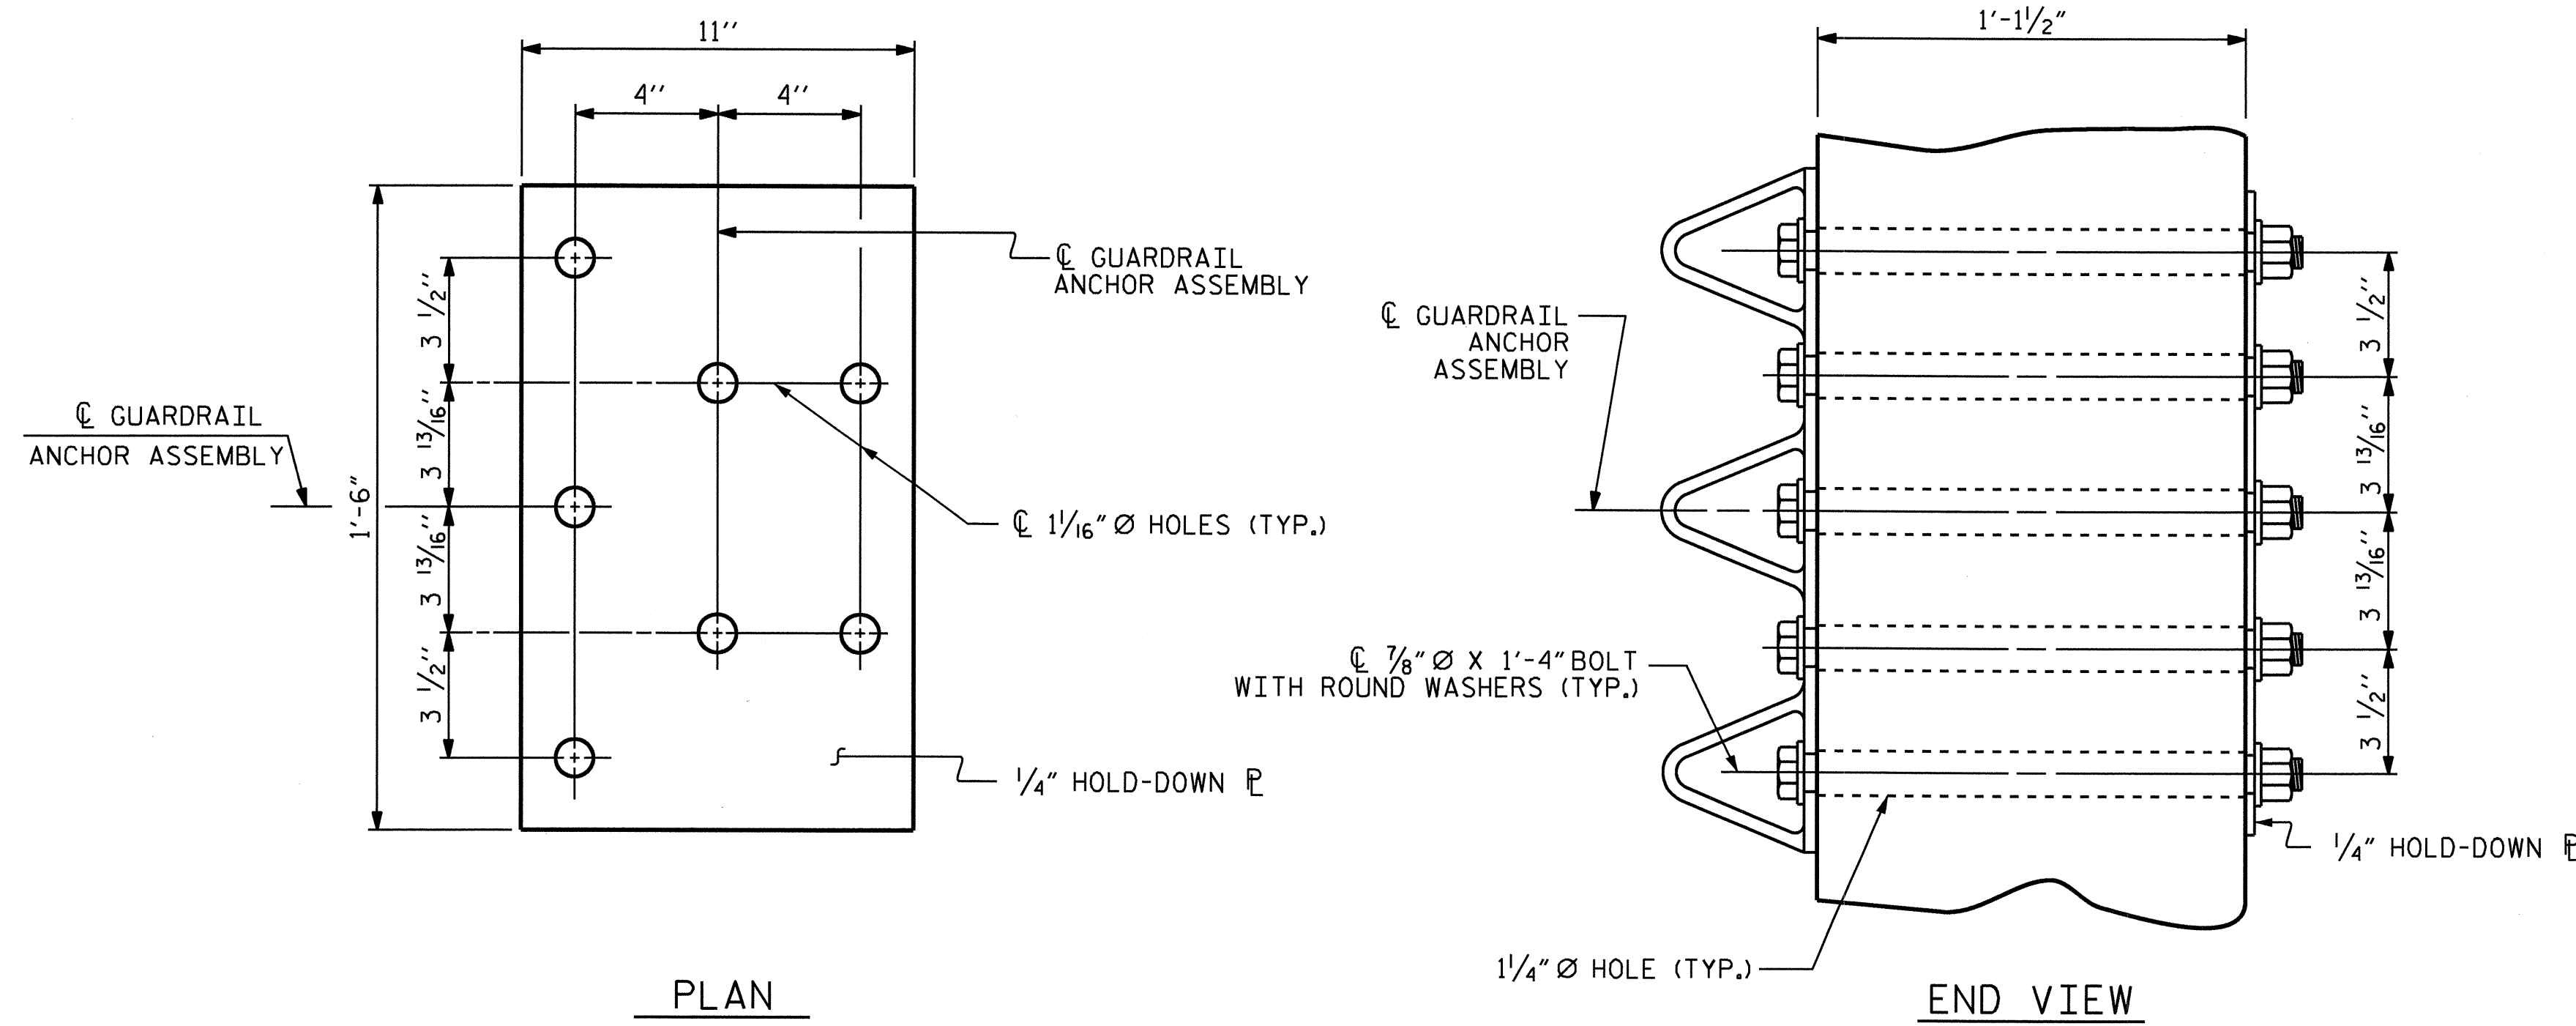 11''
4''
4''
℄ GUARDRAIL
ANCHOR ASSEMBLY
3 1/2''
3 13/16''
3 13/16''
3 1/2''
1'-6"
℄ GUARDRAIL
ANCHOR ASSEMBLY
℄ 1 1/16" Ø HOLES (TYP.)
1/4" HOLD-DOWN ⅊
PLAN
1'-1 1/2"
℄ GUARDRAIL
ANCHOR
ASSEMBLY
3 1/2''
3 13/16''
3 13/16''
3 1/2''
℄ 7/8" Ø X 1'-4" BOLT
WITH ROUND WASHERS (TYP.)
1/4" HOLD-DOWN ⅊
1 1/4" Ø HOLE (TYP.)
END VIEW